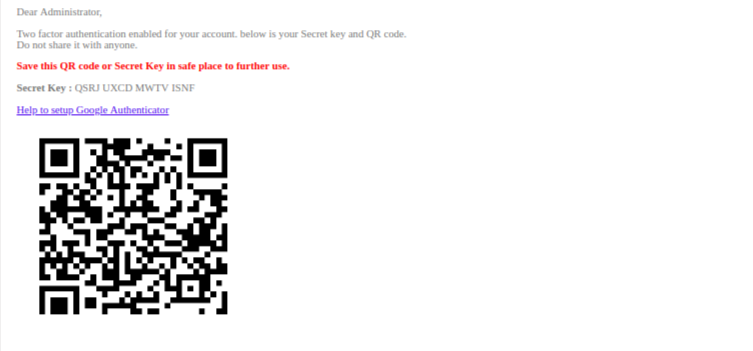 Dear Administrator,
Two factor authentication enabled for your account. below is your Secret key and QR code.
Do not share it with anyone.
Save this QR code or Secret Key in safe place to further use.
Secret Key : QSRJ UXCD MWTV ISNF
Help to setup Google Authenticator